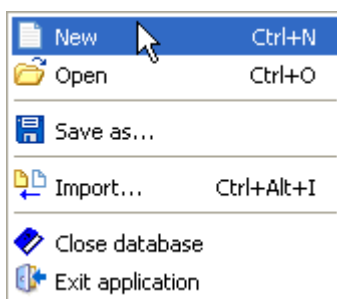 New Ctrl+N
Open Ctrl+O
Save as...
Import... Ctrl+Alt+I
Close database
Exit application